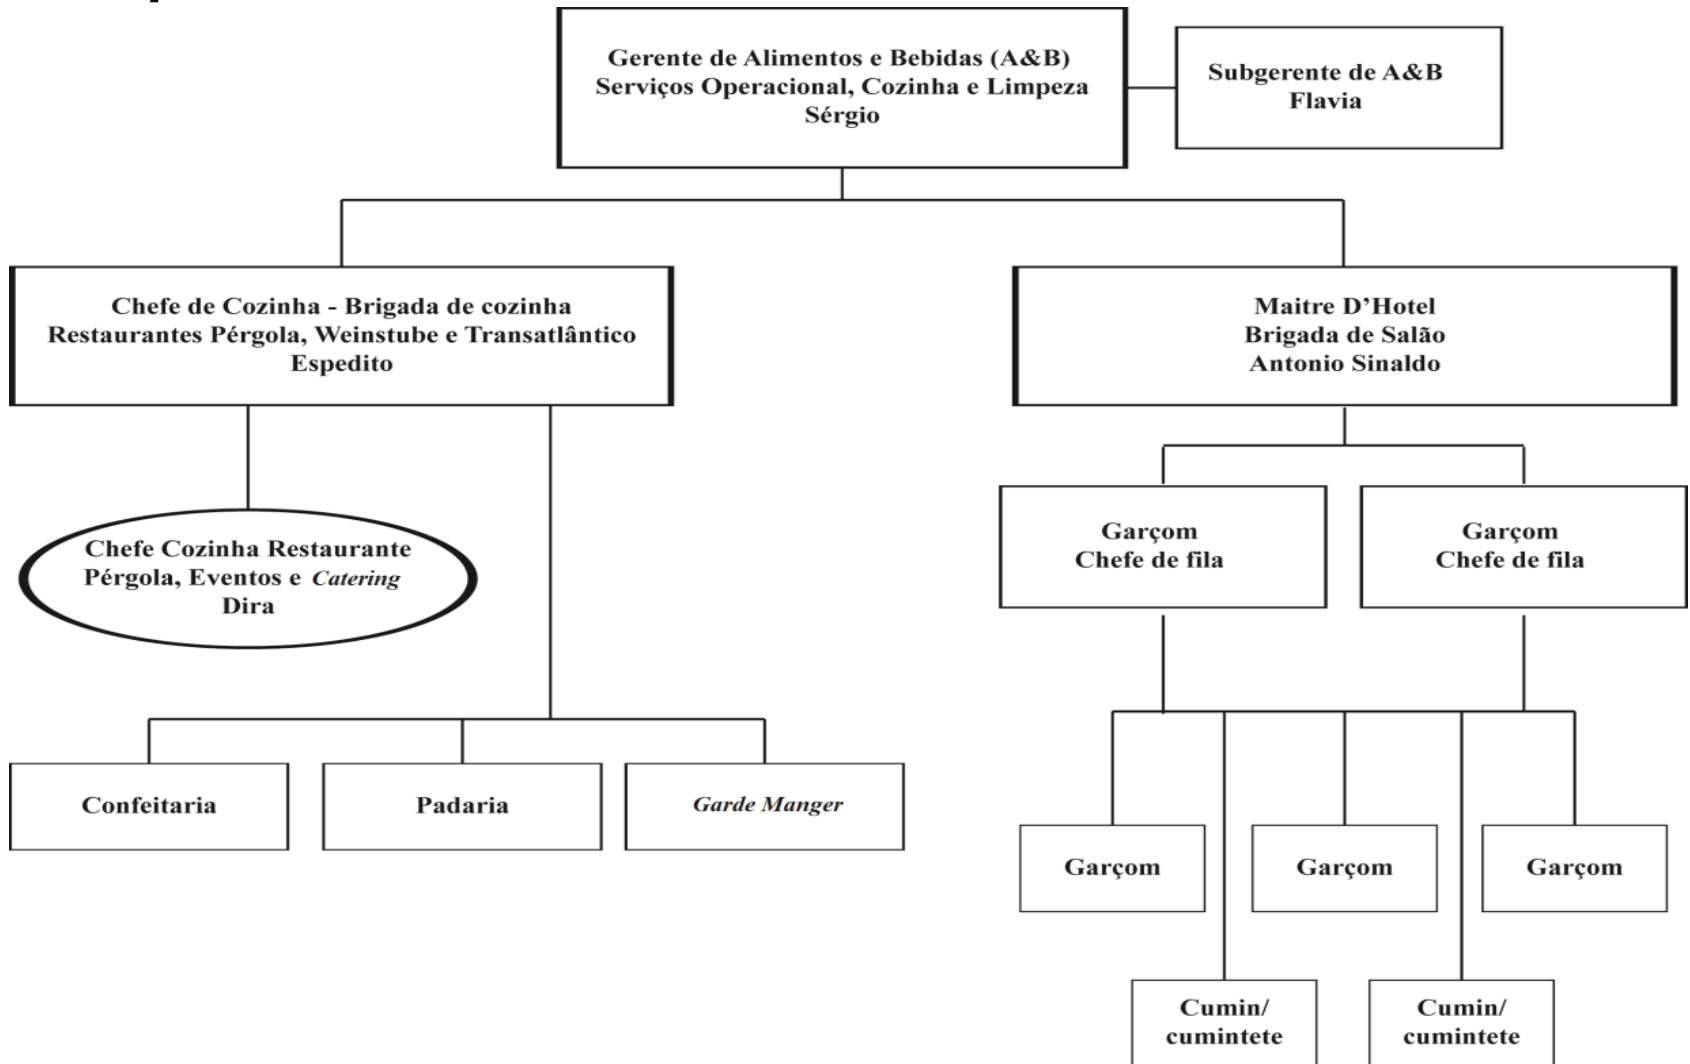 Gerente de Alimentos e Bebidas (A&B)
Serviços Operacional, Cozinha e Limpeza
Sérgio
Subgerente de A&B
Flavia
Chefe de Cozinha - Brigada de cozinha
Restaurantes Pérgola, Weinstube e Transatlântico
Espedito
Maitre D’Hotel
Brigada de Salão
Antonio Sinaldo
Chefe Cozinha Restaurante
Pérgola, Eventos e Catering
Dira
Garçom
Chefe de fila
Garçom
Chefe de fila
Confeitaria
Padaria
Garde Manger
Garçom
Garçom
Garçom
Cumin/
cumintete
Cumin/
cumintete